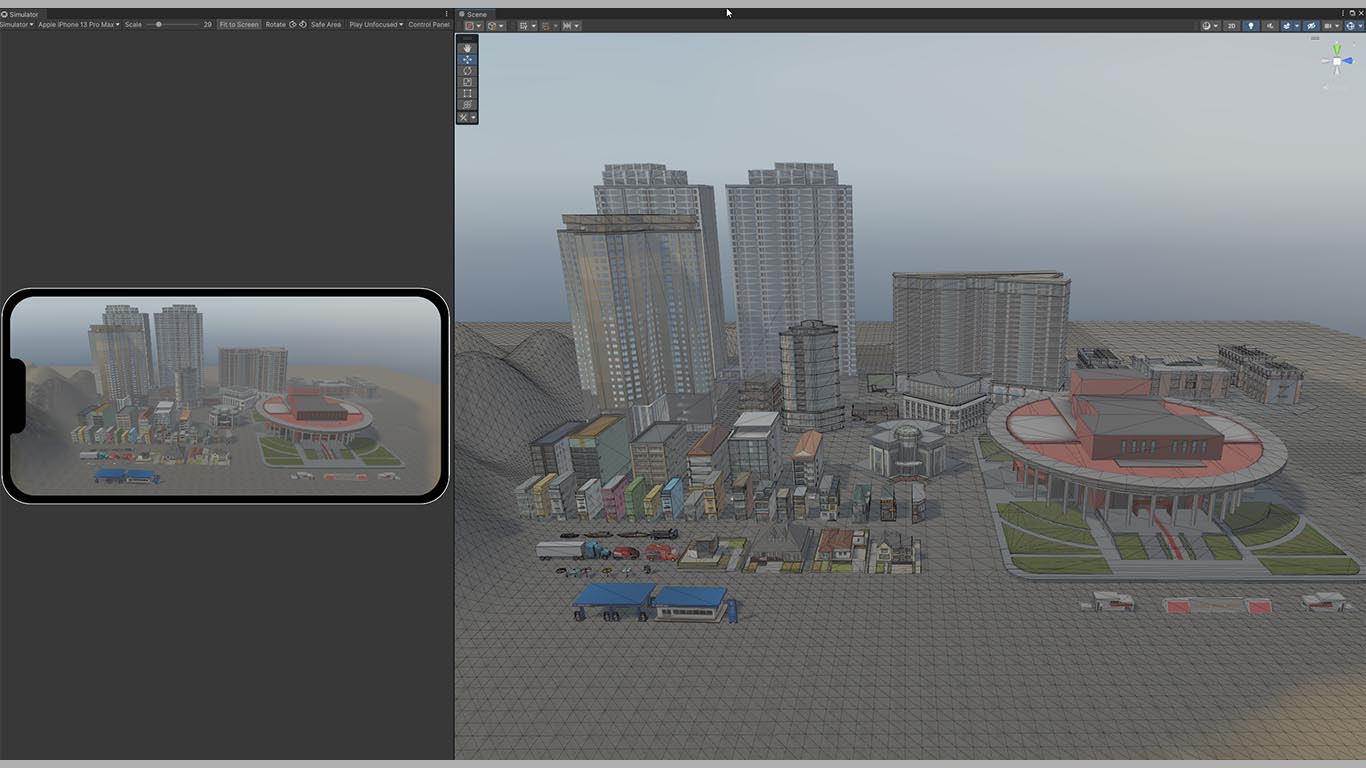 Simulator
Simulator Apple iPhone 13 Pro Max Scale 29 Fit to Screen Rotate Safe Area Play Unfocused Control Panel
Scene
2D